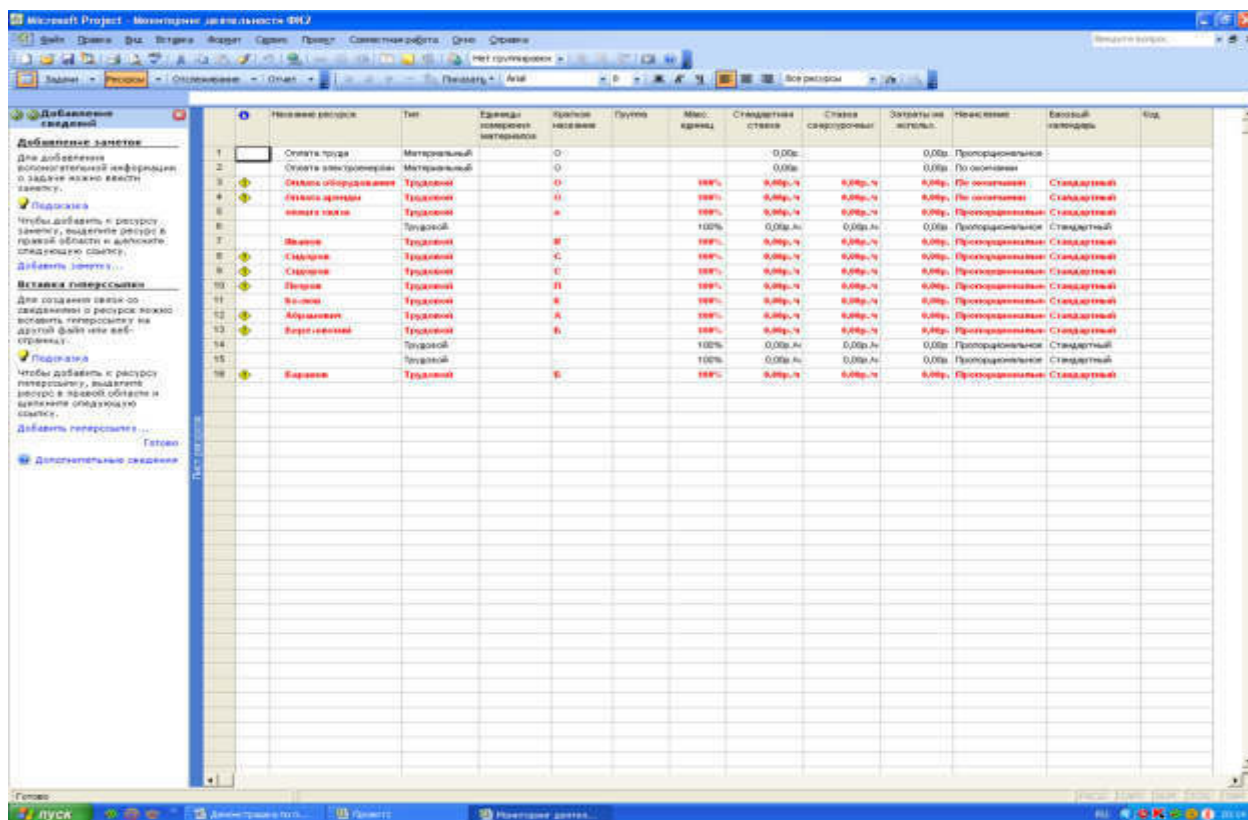 Microsoft Project - Мониторинг деятельности ФК2
Файл Правка Вид Вставка Формат Сервис Проект Совместная работа Окно Справка
Введите вопрос
Нет группировки
Задачи Ресурсы Отслеживание Отчет Показать Arial 8 Ж К Ч Все ресурсы
Добавление сведений
Добавление заметок
Для добавления вспомогательной информации о задаче можно ввести заметку.
Подсказка
Чтобы добавить к ресурсу заметку, выделите ресурс в правой области и щелкните следующую ссылку.
Добавить заметку...
Вставка гиперссылки
Для создания связи со сведениями о ресурсе можно вставить гиперссылку на другой файл или веб-страницу.
Подсказка
Чтобы добавить к ресурсу гиперссылку, выделите ресурс в правой области и щелкните следующую ссылку.
Добавить гиперссылку...
Готово
Дополнительные сведения
Лист ресурсов
Название ресурса Тип Единицы измерения материалов Краткое название Группа Макс. единиц Стандартная ставка Ставка сверхурочных Затраты на использ. Начисление Базовый календарь Код
1 Оплата труда Материальный О 0,00р. 0,00р. Пропорциональное
2 Оплата электроэнергии Материальный О 0,00р. 0,00р. По окончании
3 Оплата оборудования Трудовой О 100% 0,00р./ч 0,00р./ч 0,00р. По окончании Стандартный
4 Оплата аренды Трудовой О 100% 0,00р./ч 0,00р./ч 0,00р. По окончании Стандартный
5 оплата связи Трудовой о 100% 0,00р./ч 0,00р./ч 0,00р. Пропорциональное Стандартный
6 Трудовой 100% 0,00р./ч 0,00р./ч 0,00р. Пропорциональное Стандартный
7 Иванов Трудовой И 100% 0,00р./ч 0,00р./ч 0,00р. Пропорциональное Стандартный
8 Сидоров Трудовой С 100% 0,00р./ч 0,00р./ч 0,00р. Пропорциональное Стандартный
9 Трудовой С 100% 0,00р./ч 0,00р./ч 0,00р. Пропорциональное Стандартный
10 Петров Трудовой П 100% 0,00р./ч 0,00р./ч 0,00р. Пропорциональное Стандартный
11 Трудовой 100% 0,00р./ч 0,00р./ч 0,00р. Пропорциональное Стандартный
12 Абрамович Трудовой А 100% 0,00р./ч 0,00р./ч 0,00р. Пропорциональное Стандартный
13 Березовский Трудовой Б 100% 0,00р./ч 0,00р./ч 0,00р. Пропорциональное Стандартный
14 Трудовой 100% 0,00р./ч 0,00р./ч 0,00р. Пропорциональное Стандартный
15 Трудовой 100% 0,00р./ч 0,00р./ч 0,00р. Пропорциональное Стандартный
16 Баранов Трудовой Б 100% 0,00р./ч 0,00р./ч 0,00р. Пропорциональное Стандартный
Готово
пуск Мониторинг деятел... RU